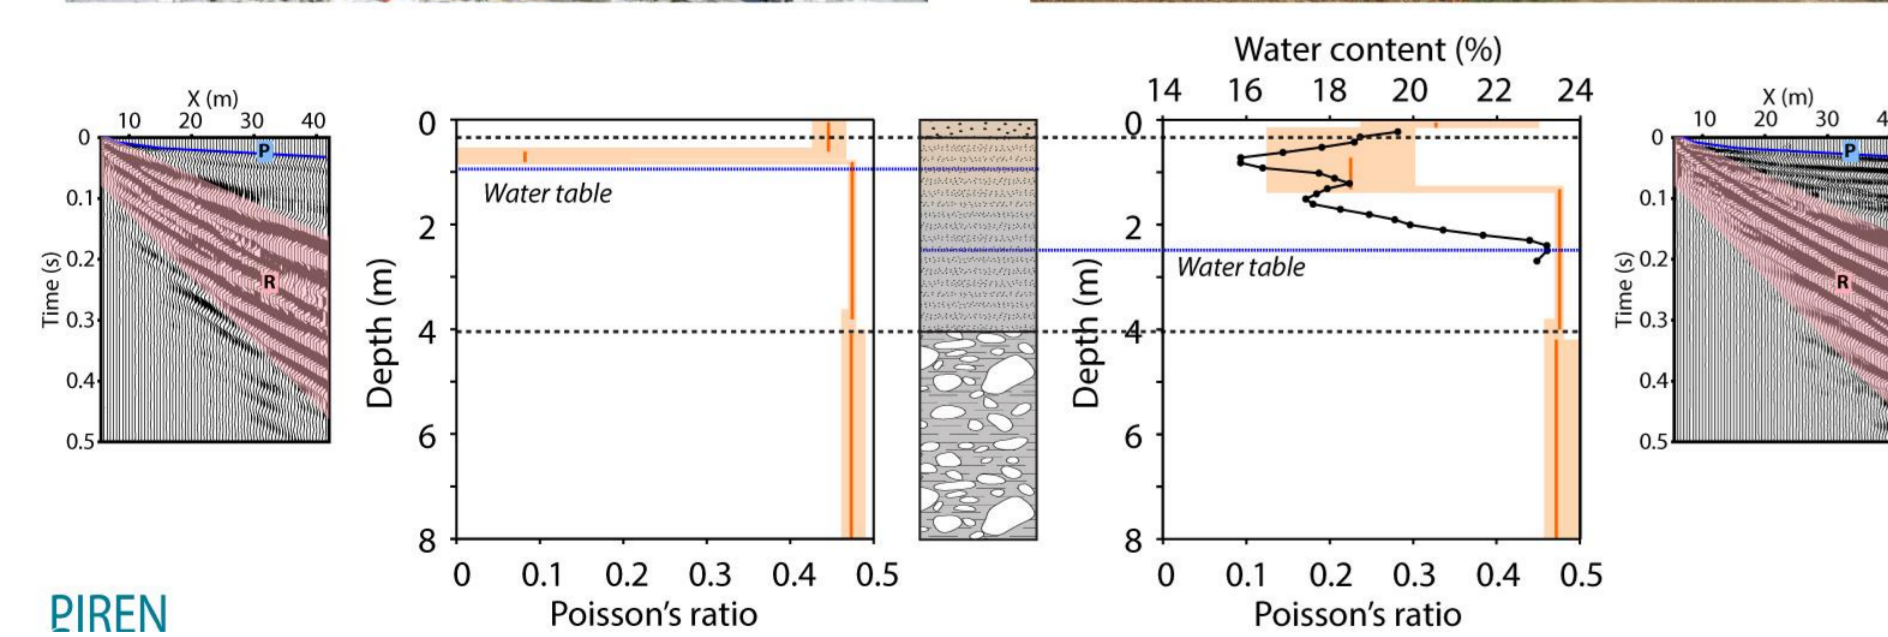 Water content (%)
14 16 18 20 22 24
X (m)
10 20 30 40
0
0.1
0.2
0.3
0.4
0.5
Time (s)
P
R
0
2
4
6
8
Depth (m)
Water table
0 0.1 0.2 0.3 0.4 0.5
Poisson's ratio
0
2
4
6
8
Depth (m)
Water table
0 0.1 0.2 0.3 0.4 0.5
Poisson's ratio
X (m)
10 20 30 4
0
0.1
0.2
0.3
0.4
0.5
Time (s)
P
R
PIREN